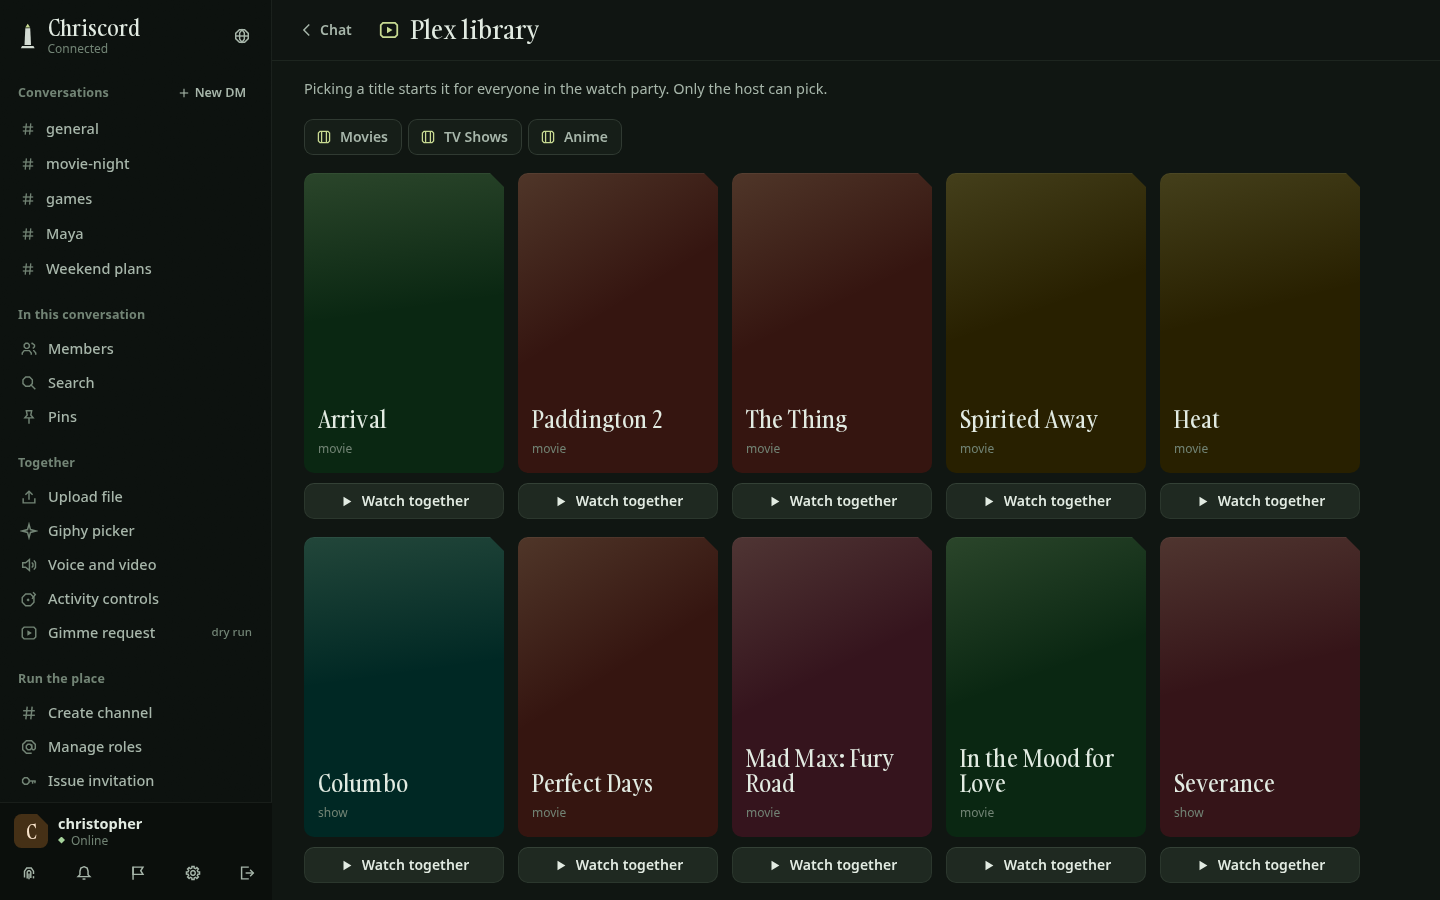 Chriscord
Connected
Conversations
New DM
general
movie-night
games
Maya
Weekend plans
In this conversation
Members
Search
Pins
Together
Upload file
Giphy picker
Voice and video
Activity controls
Gimme request dry run
Run the place
Create channel
Manage roles
Issue invitation
C
christopher
Online
Chat
Plex library
Picking a title starts it for everyone in the watch party. Only the host can pick.
Movies TV Shows Anime
Arrival
movie
Watch together
Paddington 2
movie
Watch together
The Thing
movie
Watch together
Spirited Away
movie
Watch together
Heat
movie
Watch together
Columbo
show
Watch together
Perfect Days
movie
Watch together
Mad Max: Fury
Road
movie
Watch together
In the Mood for
Love
movie
Watch together
Severance
show
Watch together